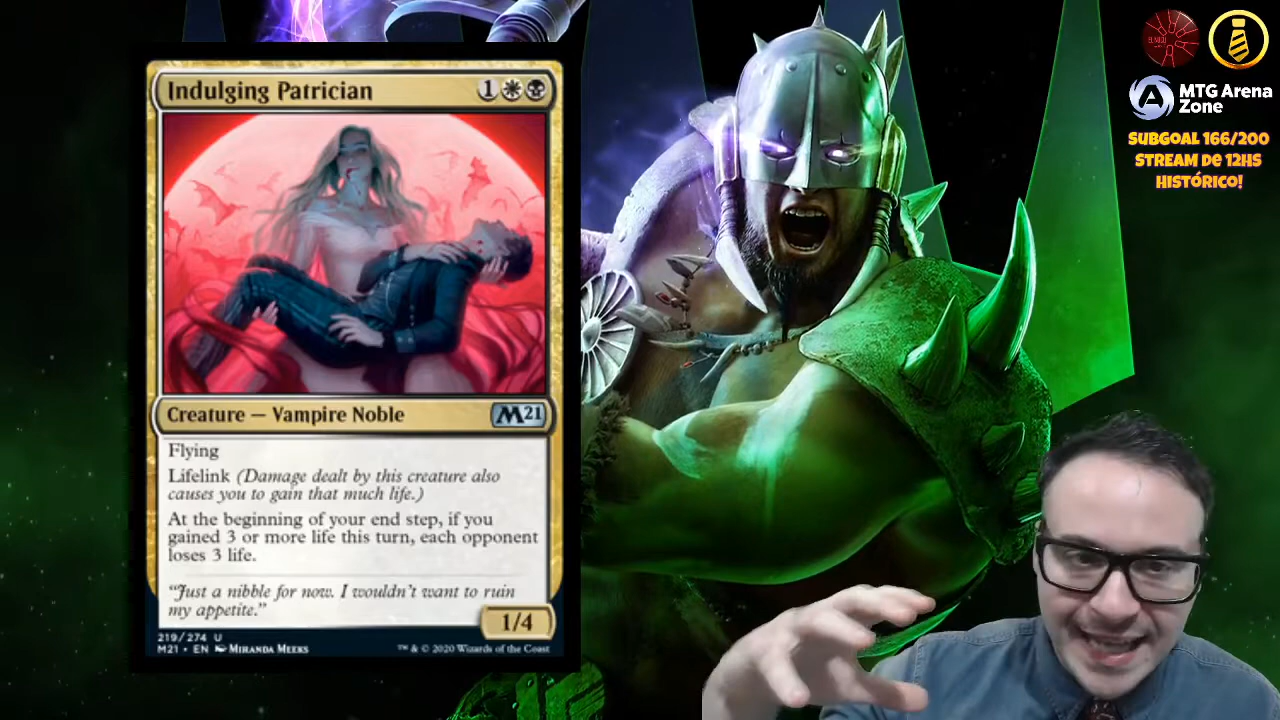 Indulging Patrician
1
Creature — Vampire Noble
M21
Flying
Lifelink (Damage dealt by this creature also
causes you to gain that much life.)
At the beginning of your end step, if you
gained 3 or more life this turn, each opponent
loses 3 life.
“Just a nibble for now. I wouldn’t want to ruin
my appetite.”
1/4
219/274 U
M21 • EN MIRANDA MEEKS
™ & © 2020 Wizards of the Coast
MTG Arena
Zone
SUBGOAL 166/200
STREAM DE 12HS
HISTÓRICO!